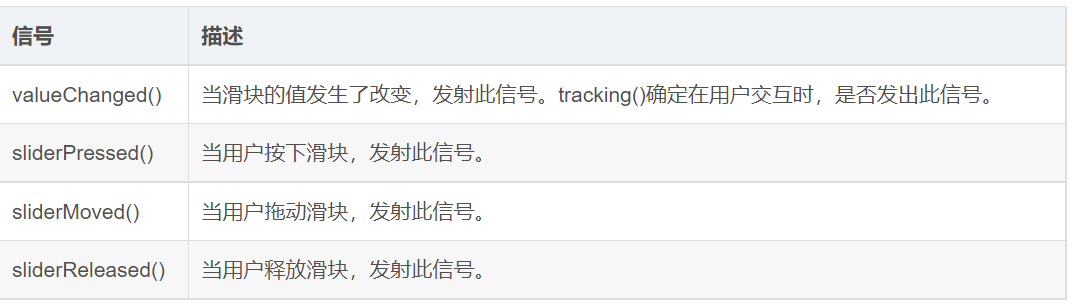 信号 描述
valueChanged() 当滑块的值发生了改变，发射此信号。tracking()确定在用户交互时，是否发出此信号。
sliderPressed() 当用户按下滑块，发射此信号。
sliderMoved() 当用户拖动滑块，发射此信号。
sliderReleased() 当用户释放滑块，发射此信号。